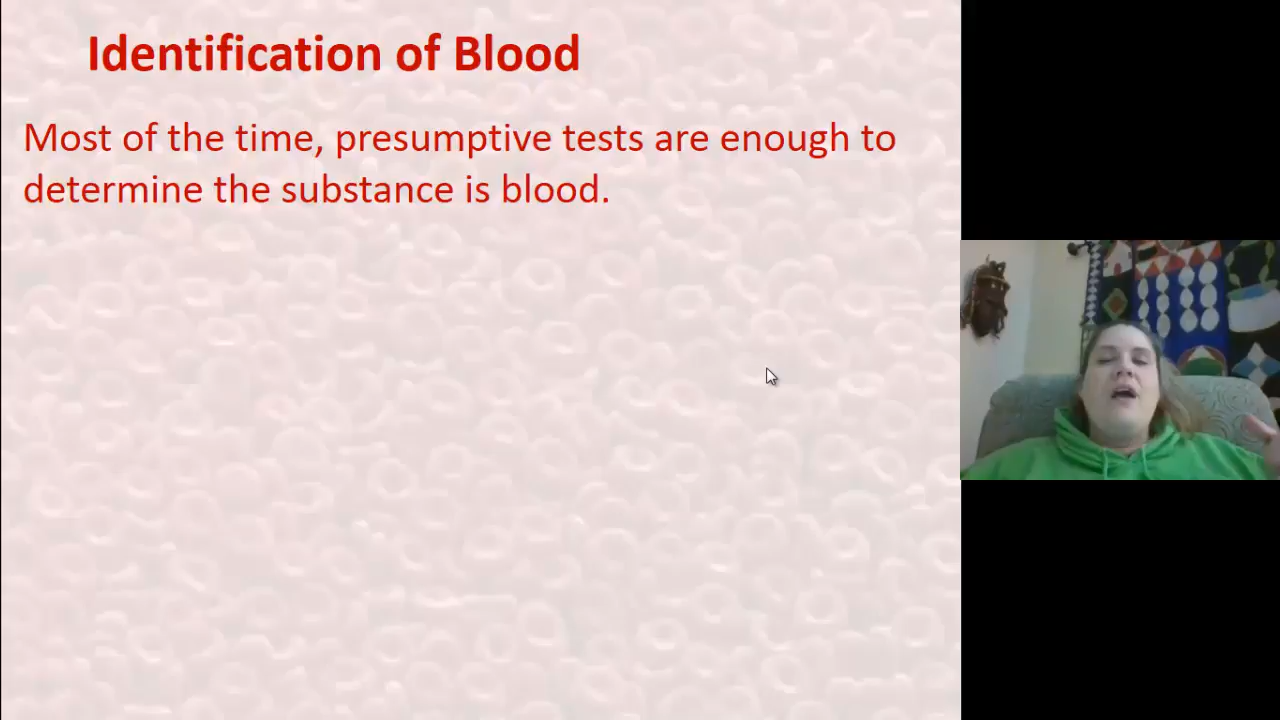 Identification of Blood
Most of the time, presumptive tests are enough to
determine the substance is blood.